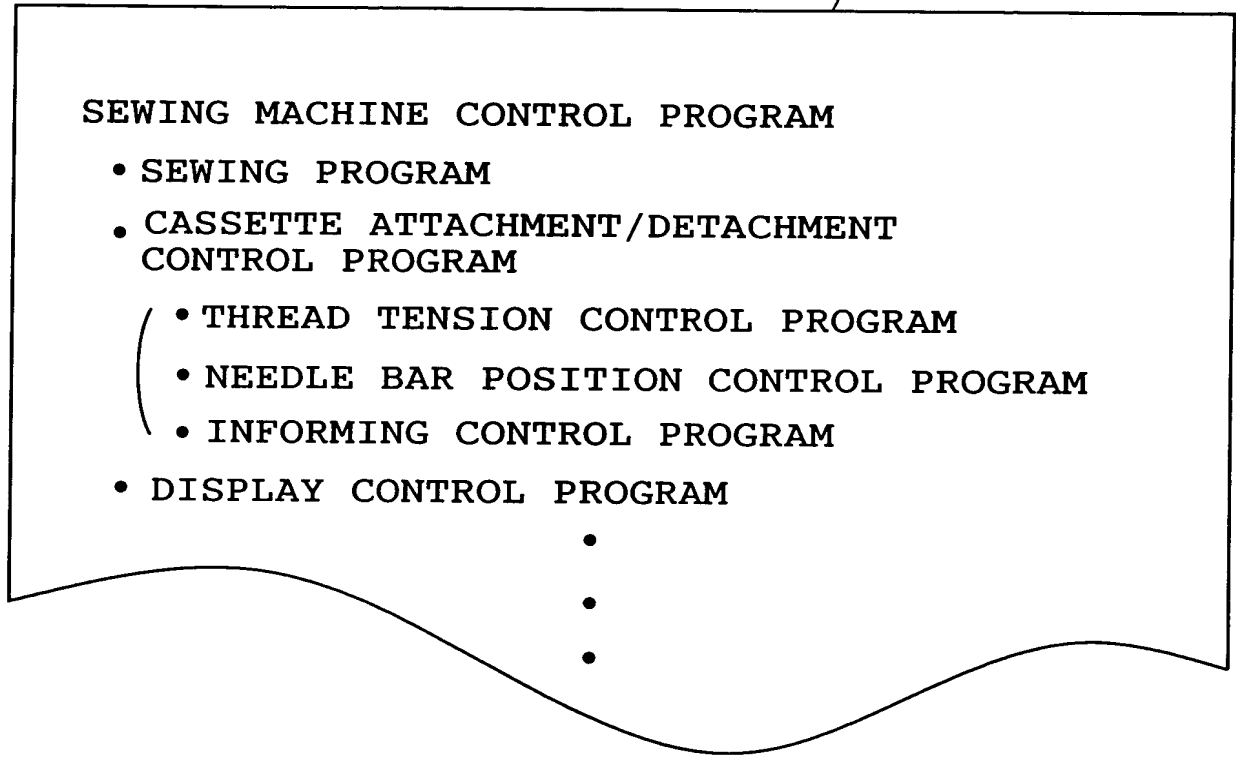 SEWING MACHINE CONTROL PROGRAM
• SEWING PROGRAM
• CASSETTE ATTACHMENT/DETACHMENT
CONTROL PROGRAM
• THREAD TENSION CONTROL PROGRAM
• NEEDLE BAR POSITION CONTROL PROGRAM
• INFORMING CONTROL PROGRAM
• DISPLAY CONTROL PROGRAM
•
•
•